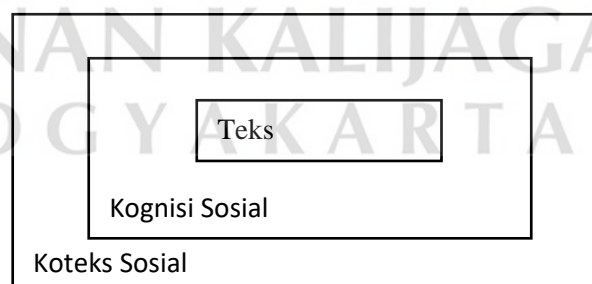 NAN KALIJAGA
OGYAKARTA
Teks
Kognisi Sosial
Koteks Sosial